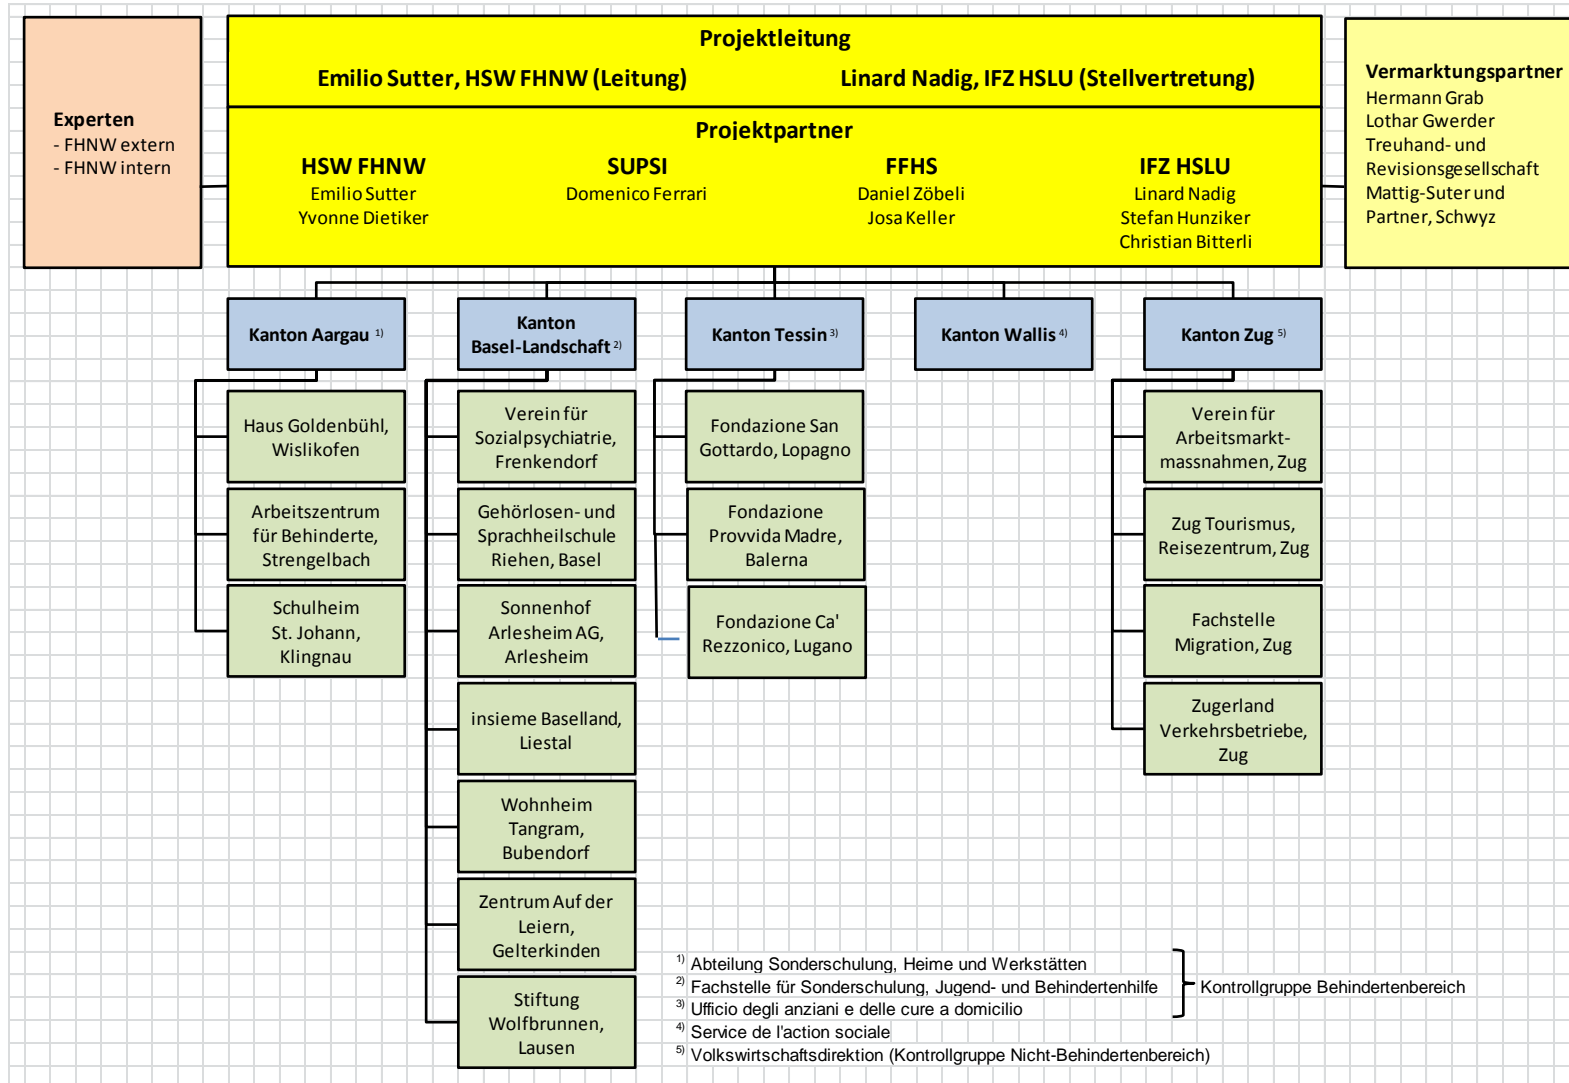 Experten
- FHNW extern
- FHNW intern
Projektleitung
Emilio Sutter, HSW FHNW (Leitung)
Linard Nadig, IFZ HSLU (Stellvertretung)
Projektpartner
HSW FHNW
Emilio Sutter
Yvonne Dietiker
SUPSI
Domenico Ferrari
FFHS
Daniel Zöbeli
Josa Keller
IFZ HSLU
Linard Nadig
Stefan Hunziker
Christian Bitterli
Vermarktungspartner
Hermann Grab
Lothar Gwerder
Treuhand- und
Revisionsgesellschaft
Mattig-Suter und
Partner, Schwyz
Kanton Aargau 1)
Kanton
Basel-Landschaft 2)
Kanton Tessin 3)
Kanton Wallis 4)
Kanton Zug 5)
Haus Goldenbühl,
Wislikofen
Arbeitszentrum
für Behinderte,
Strengelbach
Schulheim
St. Johann,
Klingnau
Verein für
Sozialpsychiatrie,
Frenkendorf
Gehörlosen- und
Sprachheilschule
Riehen, Basel
Sonnenhof
Arlesheim AG,
Arlesheim
insieme Baselland,
Liestal
Wohnheim
Tangram,
Bubendorf
Zentrum Auf der
Leiern,
Gelterkinden
Stiftung
Wolfbrunnen,
Lausen
Fondazione San
Gottardo, Lopagno
Fondazione
Provvida Madre,
Balerna
Fondazione Ca'
Rezzonico, Lugano
Verein für
Arbeitsmarkt-
massnahmen, Zug
Zug Tourismus,
Reisezentrum, Zug
Fachstelle
Migration, Zug
Zugerland
Verkehrsbetriebe,
Zug
1) Abteilung Sonderschulung, Heime und Werkstätten
2) Fachstelle für Sonderschulung, Jugend- und Behindertenhilfe
3) Ufficio degli anziani e delle cure a domicilio
4) Service de l'action sociale
5) Volkswirtschaftsdirektion (Kontrollgruppe Nicht-Behindertenbereich)
Kontrollgruppe Behindertenbereich